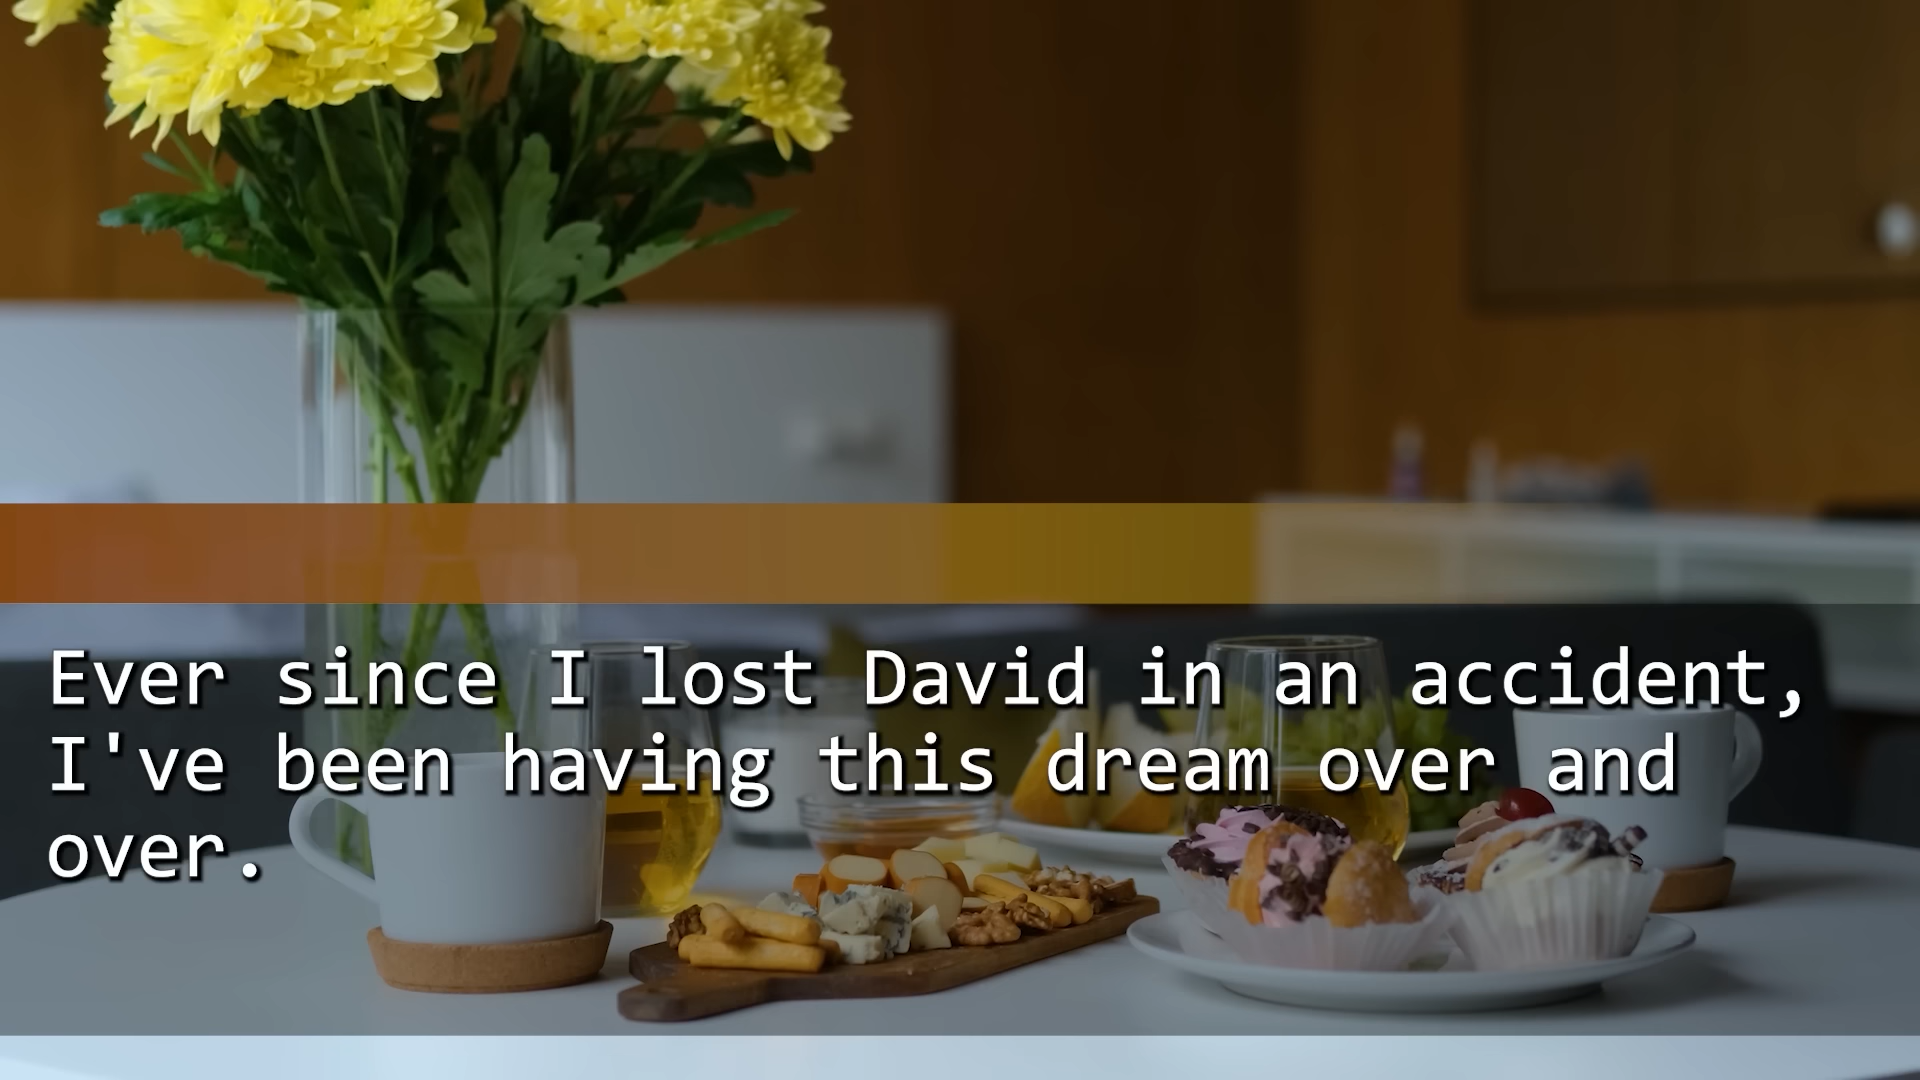 Ever since I lost David in an accident,
I've been having this dream over and
over.